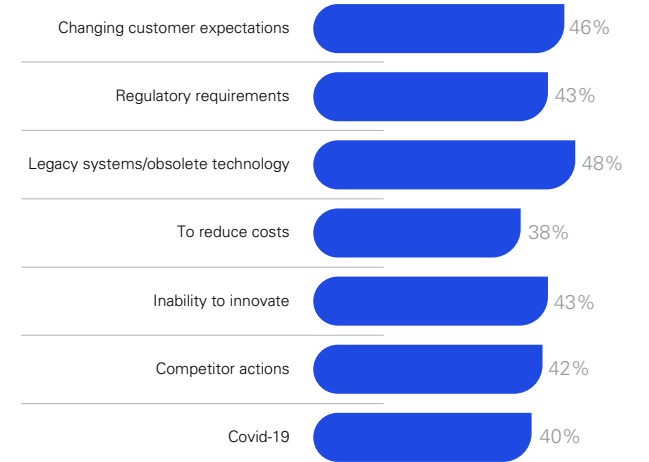 Changing customer expectations 46%
Regulatory requirements 43%
Legacy systems/obsolete technology 48%
To reduce costs 38%
Inability to innovate 43%
Competitor actions 42%
Covid-19 40%